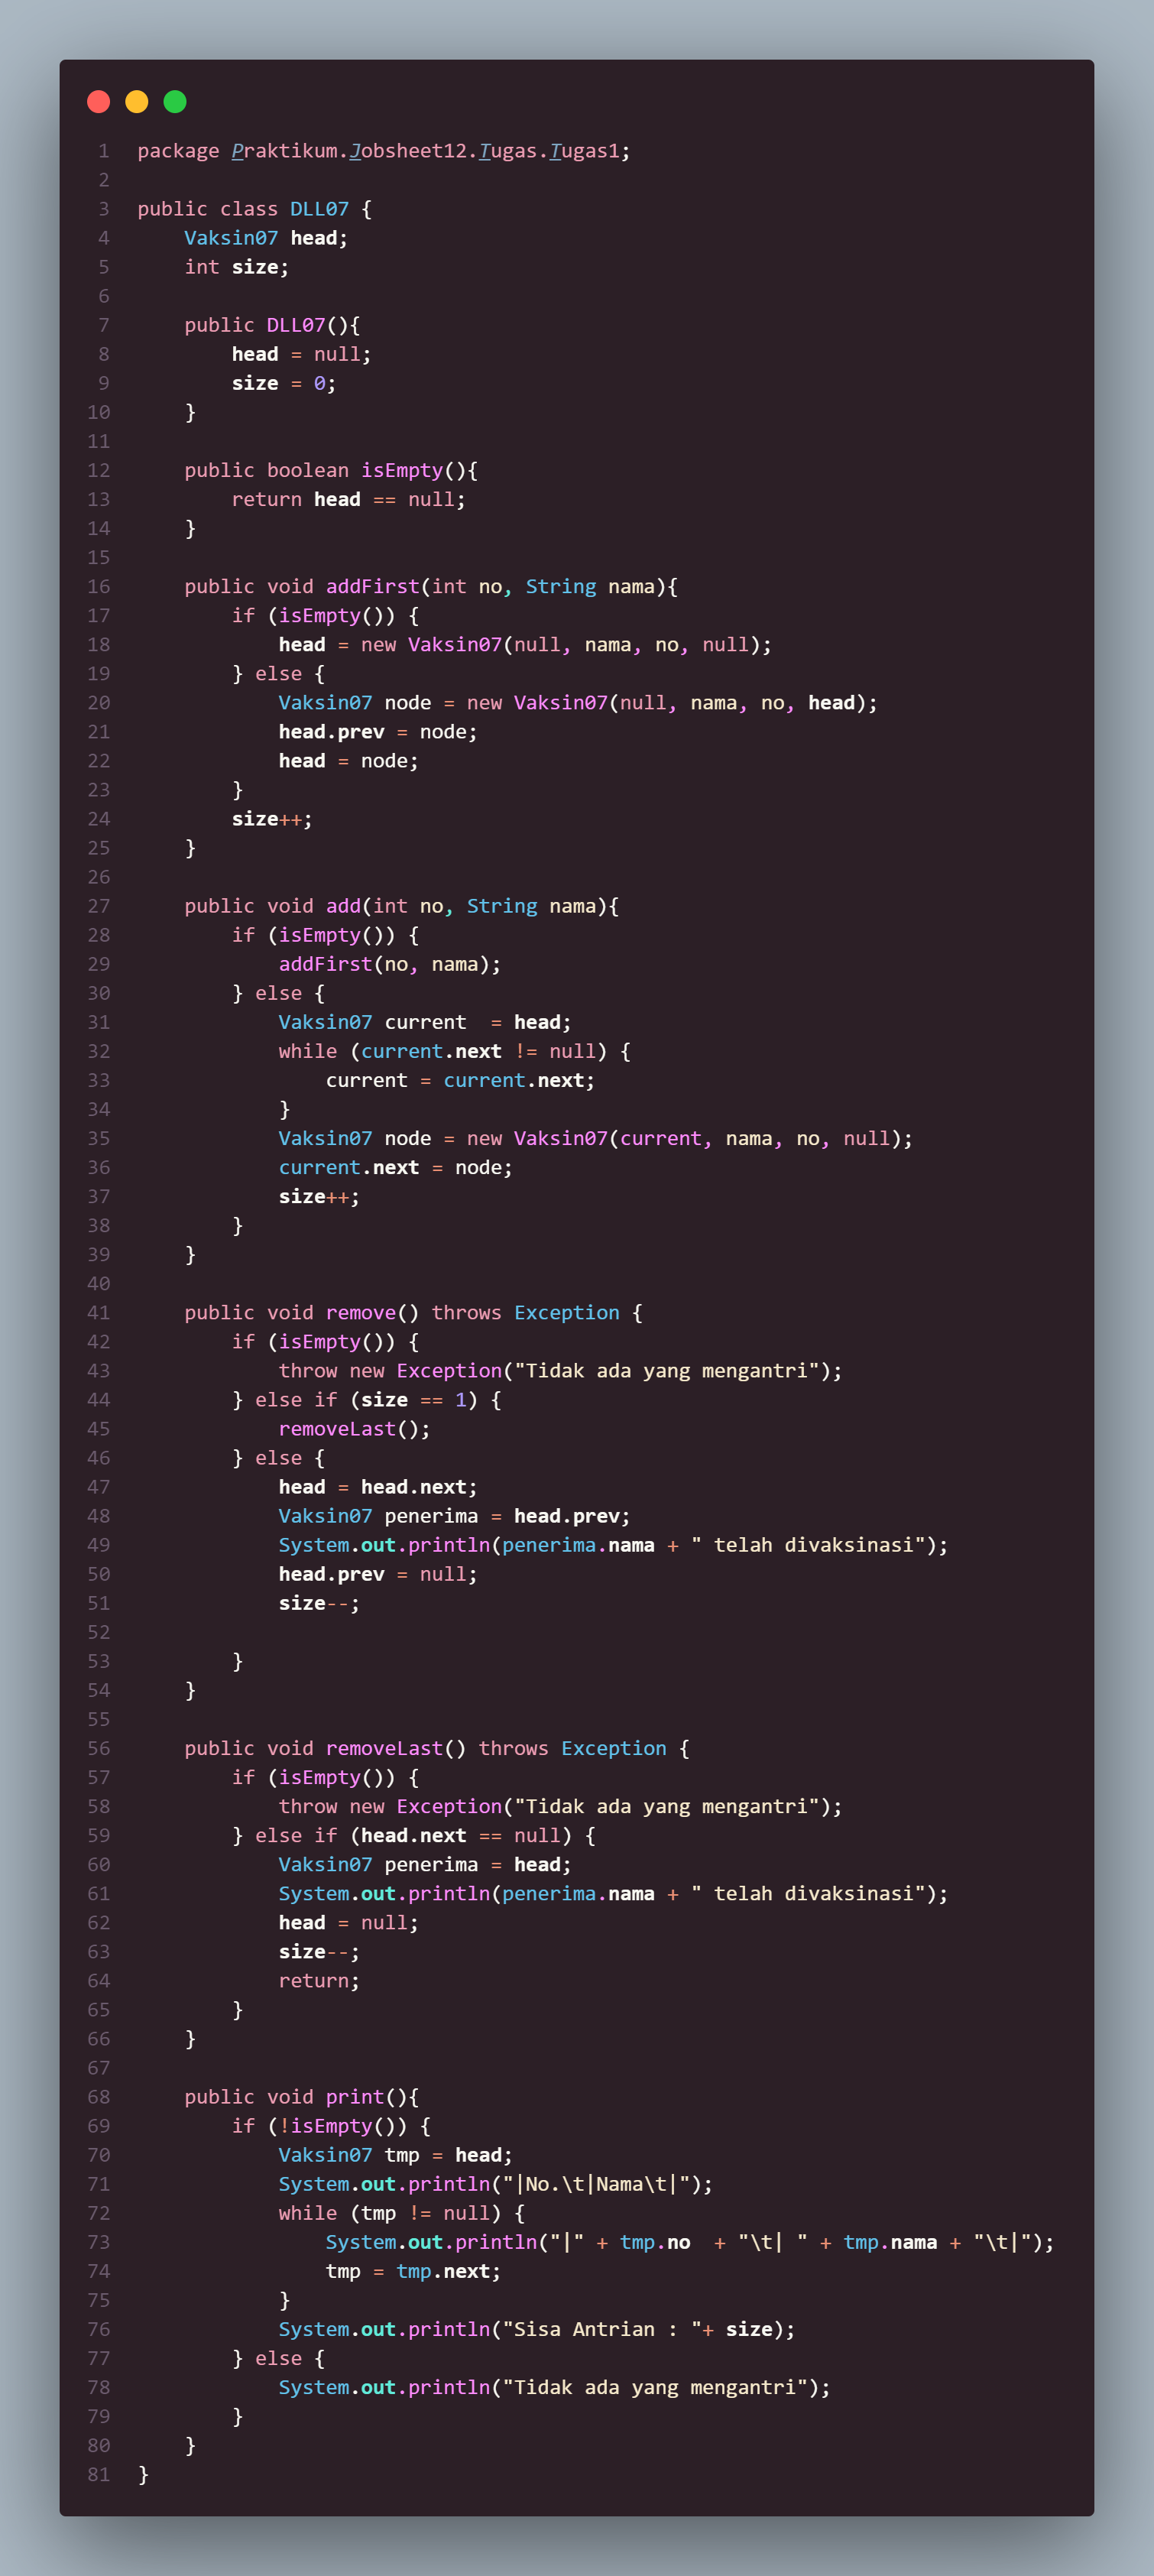 1 package Praktikum.Jobsheet12.Tugas.Tugas1;
2
3 public class DLL07 {
4     Vaksin07 head;
5     int size;
6
7     public DLL07(){
8         head = null;
9         size = 0;
10     }
11
12     public boolean isEmpty(){
13         return head == null;
14     }
15
16     public void addFirst(int no, String nama){
17         if (isEmpty()) {
18             head = new Vaksin07(null, nama, no, null);
19         } else {
20             Vaksin07 node = new Vaksin07(null, nama, no, head);
21             head.prev = node;
22             head = node;
23         }
24         size++;
25     }
26
27     public void add(int no, String nama){
28         if (isEmpty()) {
29             addFirst(no, nama);
30         } else {
31             Vaksin07 current  = head;
32             while (current.next != null) {
33                 current = current.next;
34             }
35             Vaksin07 node = new Vaksin07(current, nama, no, null);
36             current.next = node;
37             size++;
38         }
39     }
40
41     public void remove() throws Exception {
42         if (isEmpty()) {
43             throw new Exception("Tidak ada yang mengantri");
44         } else if (size == 1) {
45             removeLast();
46         } else {
47             head = head.next;
48             Vaksin07 penerima = head.prev;
49             System.out.println(penerima.nama + " telah divaksinasi");
50             head.prev = null;
51             size--;
52
53         }
54     }
55
56     public void removeLast() throws Exception {
57         if (isEmpty()) {
58             throw new Exception("Tidak ada yang mengantri");
59         } else if (head.next == null) {
60             Vaksin07 penerima = head;
61             System.out.println(penerima.nama + " telah divaksinasi");
62             head = null;
63             size--;
64             return;
65         }
66     }
67
68     public void print(){
69         if (!isEmpty()) {
70             Vaksin07 tmp = head;
71             System.out.println("|No.\t|Nama\t|");
72             while (tmp != null) {
73                 System.out.println("|" + tmp.no  + "\t| " + tmp.nama + "\t|");
74                 tmp = tmp.next;
75             }
76             System.out.println("Sisa Antrian : "+ size);
77         } else {
78             System.out.println("Tidak ada yang mengantri");
79         }
80     }
81 }